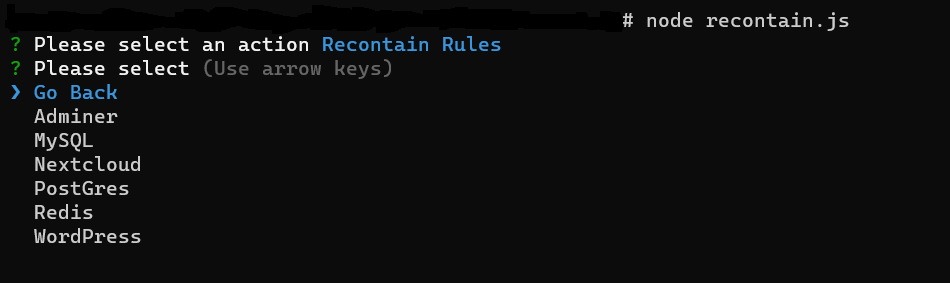 # node recontain.js
? Please select an action Recontain Rules
? Please select (Use arrow keys)
❯ Go Back
Adminer
MySQL
Nextcloud
PostGres
Redis
WordPress